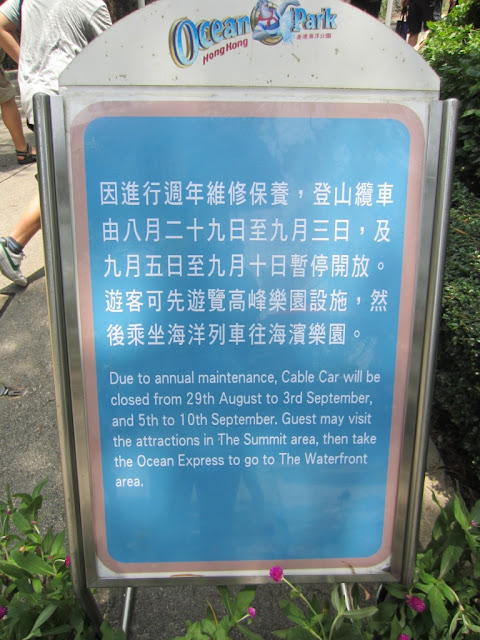 Ocean Park
Hong Kong
香港海洋公園
因進行週年維修保養，登山纜車
由八月二十九日至九月三日，及
九月五日至九月十日暫停開放。
遊客可先遊覽高峰樂園設施，然
後乘坐海洋列車往海濱樂園。
Due to annual maintenance, Cable Car will be
closed from 29th August to 3rd September,
and 5th to 10th September. Guest may visit
the attractions in The Summit area, then take
the Ocean Express to go to The Waterfront
area.